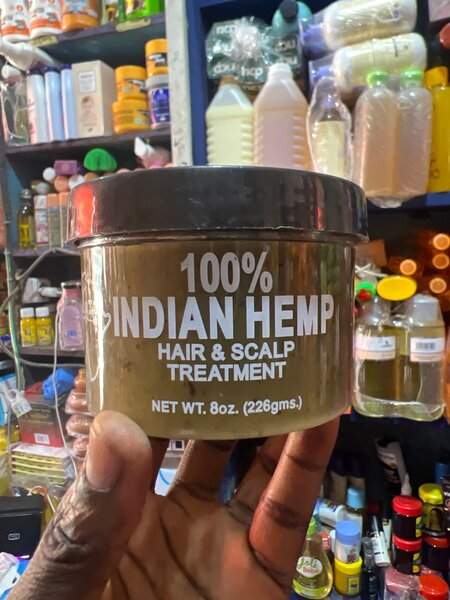 100%
INDIAN HEMP
HAIR & SCALP
TREATMENT
NET WT. 8oz. (226gms.)